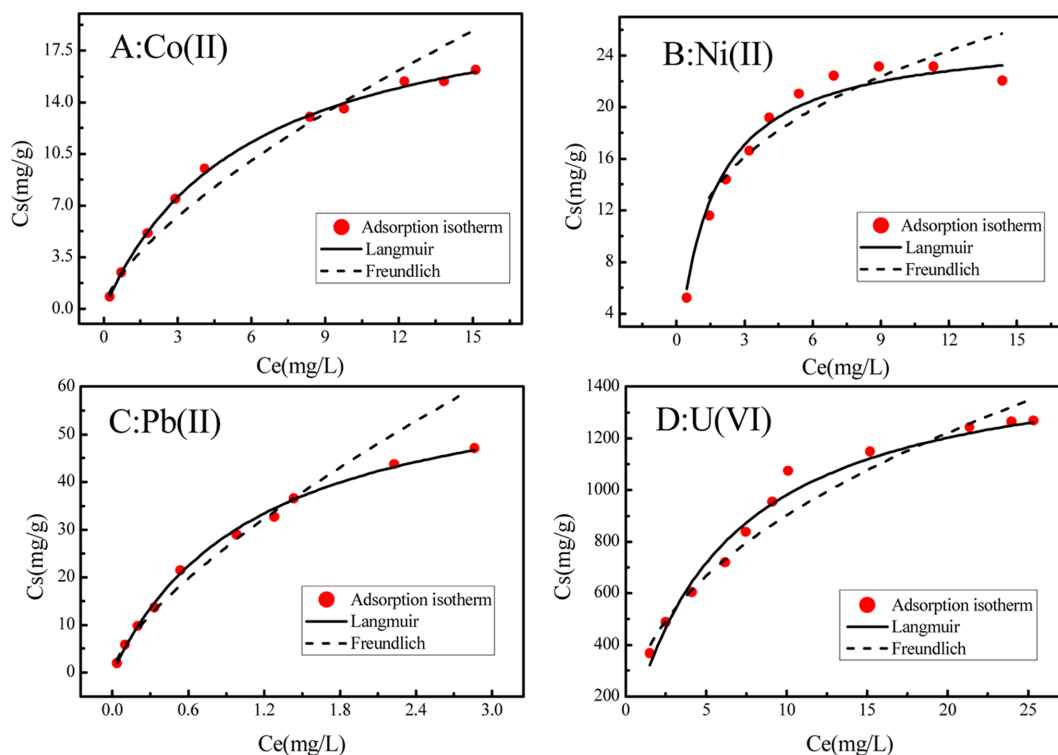 A:Co(II)
17.5
14.0
10.5
7.0
3.5
0.0
Cs(mg/g)
Adsorption isotherm
Langmuir
Freundlich
0 3 6 9 12 15
Ce(mg/L)
B:Ni(II)
24
20
16
12
8
4
Cs(mg/g)
Adsorption isotherm
Langmuir
Freundlich
0 3 6 9 12 15
Ce(mg/L)
C:Pb(II)
60
50
40
30
20
10
0
Cs(mg/g)
Adsorption isotherm
Langmuir
Freundlich
0.0 0.6 1.2 1.8 2.4 3.0
Ce(mg/L)
D:U(VI)
1400
1200
1000
800
600
400
200
Cs(mg/g)
Adsorption isotherm
Langmuir
Freundlich
0 5 10 15 20 25
Ce(mg/L)